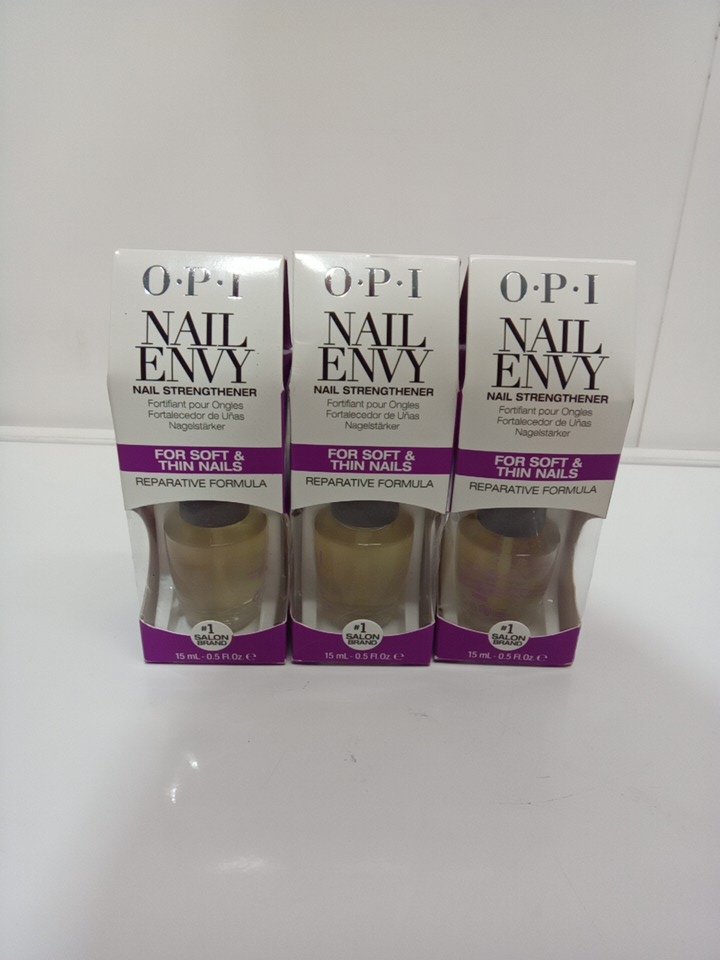 O·P·I
NAIL
ENVY
NAIL STRENGTHENER
Fortifiant pour Ongles
Fortalecedor de Uñas
Nagelstärker
FOR SOFT &
THIN NAILS
REPARATIVE FORMULA
#1
SALON
BRAND
15 mL - 0.5 Fl.Oz. ℮
O·P·I
NAIL
ENVY
NAIL STRENGTHENER
Fortifiant pour Ongles
Fortalecedor de Uñas
Nagelstärker
FOR SOFT &
THIN NAILS
REPARATIVE FORMULA
#1
SALON
BRAND
15 mL - 0.5 Fl.Oz. ℮
O·P·I
NAIL
ENVY
NAIL STRENGTHENER
Fortifiant pour Ongles
Fortalecedor de Uñas
Nagelstärker
FOR SOFT &
THIN NAILS
REPARATIVE FORMULA
#1
SALON
BRAND
15 mL - 0.5 Fl.Oz. ℮